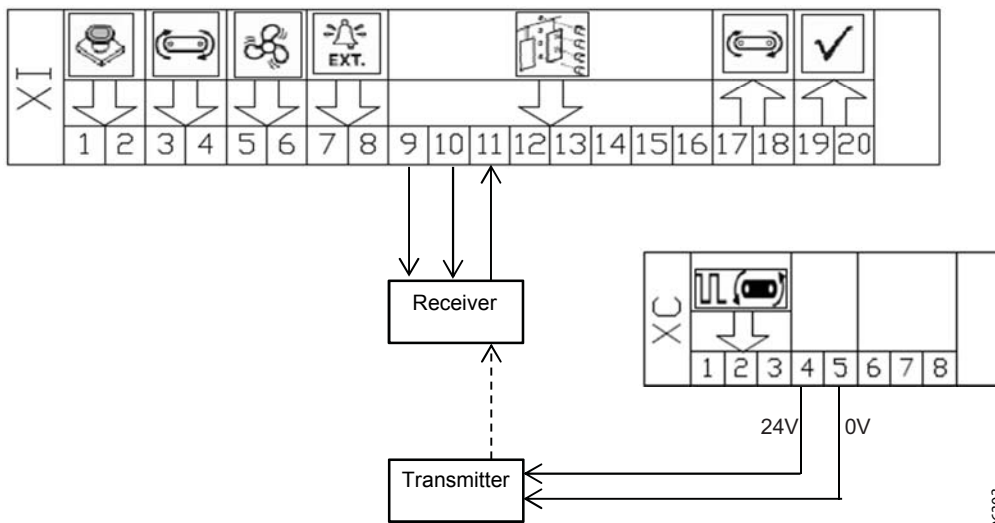 EXT.
XI
1 2 3 4 5 6 7 8 9 10 11 12 13 14 15 16 17 18 19 20
Receiver
XC
1 2 3 4 5 6 7 8
24V 0V
Transmitter